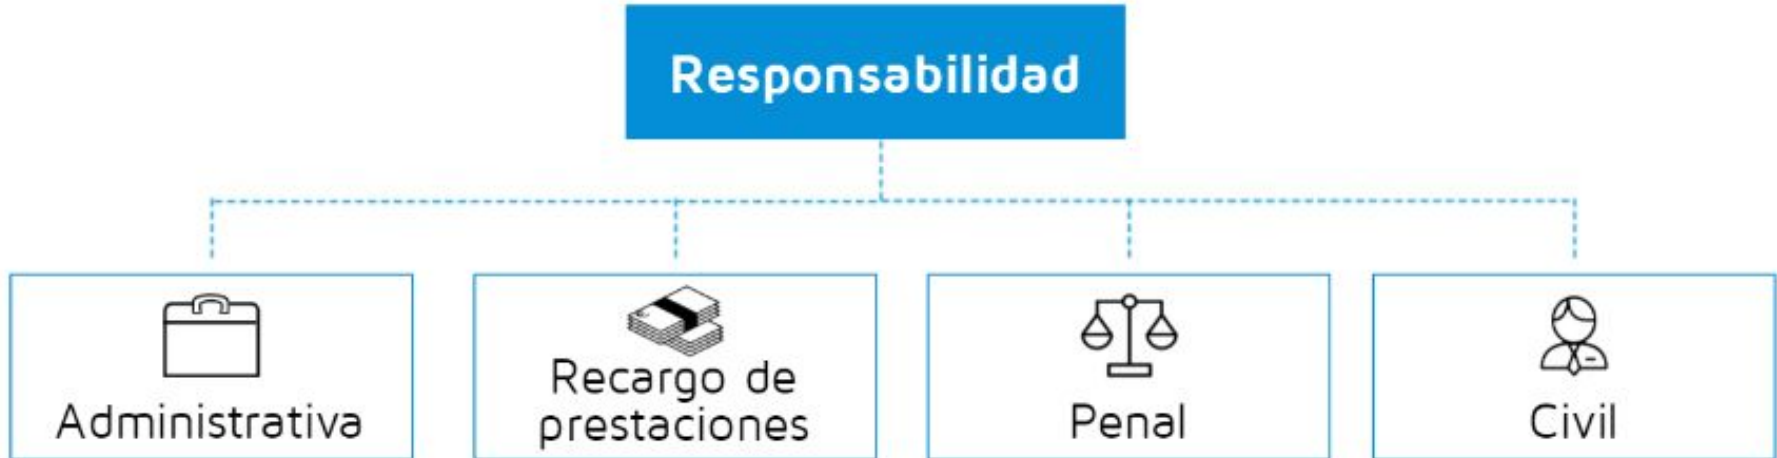 Responsabilidad
Administrativa
Recargo de
prestaciones
Penal
Civil